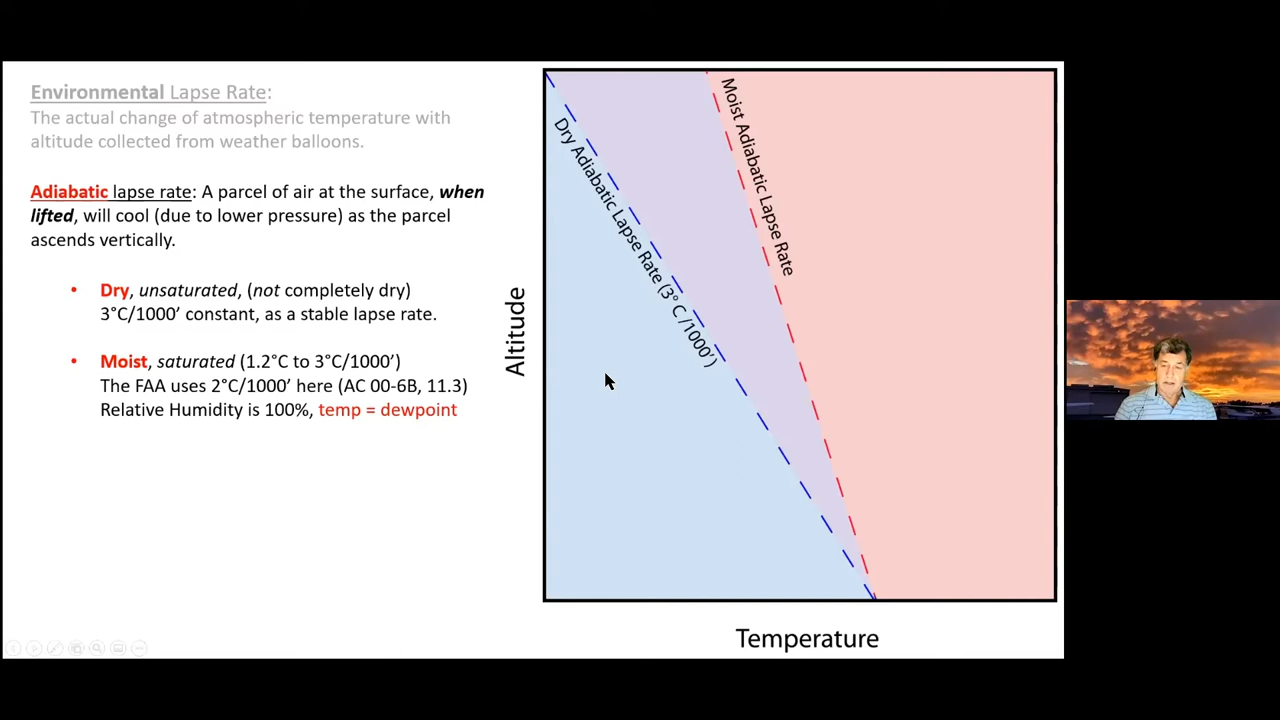 Environmental Lapse Rate:
The actual change of atmospheric temperature with
altitude collected from weather balloons.
Adiabatic lapse rate: A parcel of air at the surface, when
lifted, will cool (due to lower pressure) as the parcel
ascends vertically.
• Dry, unsaturated, (not completely dry)
3°C/1000’ constant, as a stable lapse rate.
• Moist, saturated (1.2°C to 3°C/1000’)
The FAA uses 2°C/1000’ here (AC 00-6B, 11.3)
Relative Humidity is 100%, temp = dewpoint
Altitude
Dry Adiabatic Lapse Rate (3° C /1000’)
Moist Adiabatic Lapse Rate
Temperature